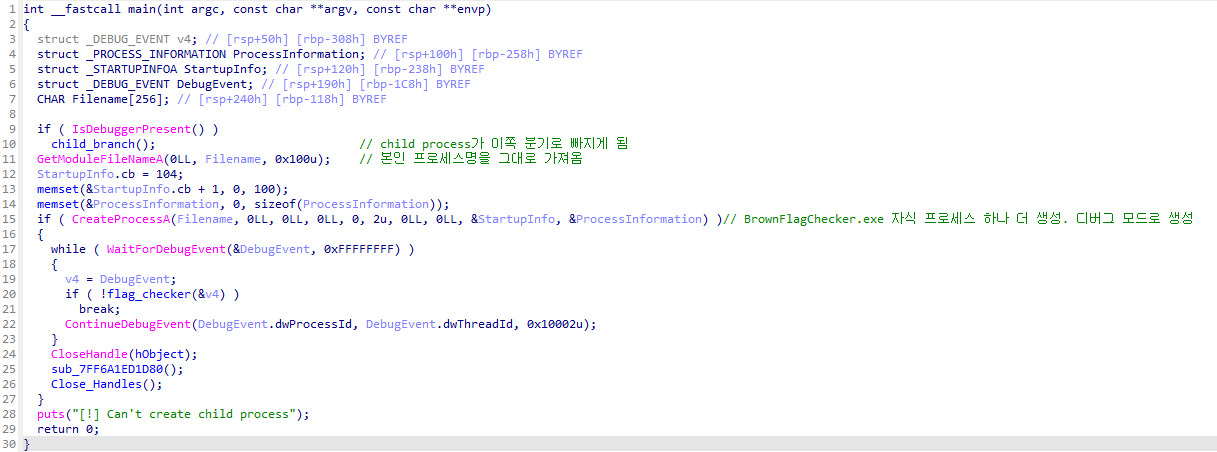 1 int __fastcall main(int argc, const char **argv, const char **envp)
2 {
3 struct _DEBUG_EVENT v4; // [rsp+50h] [rbp-308h] BYREF
4 struct _PROCESS_INFORMATION ProcessInformation; // [rsp+100h] [rbp-258h] BYREF
5 struct _STARTUPINFOA StartupInfo; // [rsp+120h] [rbp-238h] BYREF
6 struct _DEBUG_EVENT DebugEvent; // [rsp+190h] [rbp-1C8h] BYREF
7 CHAR Filename[256]; // [rsp+240h] [rbp-118h] BYREF
8
9 if ( IsDebuggerPresent() )
10 child_branch(); // child process가 이쪽 분기로 빠지게 됨
11 GetModuleFileNameA(0LL, Filename, 0x100u); // 본인 프로세스명을 그대로 가져옴
12 StartupInfo.cb = 104;
13 memset(&StartupInfo.cb + 1, 0, 100);
14 memset(&ProcessInformation, 0, sizeof(ProcessInformation));
15 if ( CreateProcessA(Filename, 0LL, 0LL, 0LL, 0, 2u, 0LL, 0LL, &StartupInfo, &ProcessInformation) )// BrownFlagChecker.exe 자식 프로세스 하나 더 생성. 디버그 모드로 생성
16 {
17 while ( WaitForDebugEvent(&DebugEvent, 0xFFFFFFFF) )
18 {
19 v4 = DebugEvent;
20 if ( !flag_checker(&v4) )
21 break;
22 ContinueDebugEvent(DebugEvent.dwProcessId, DebugEvent.dwThreadId, 0x10002u);
23 }
24 CloseHandle(hObject);
25 sub_7FF6A1ED1D80();
26 Close_Handles();
27 }
28 puts("[!] Can't create child process");
29 return 0;
30 }